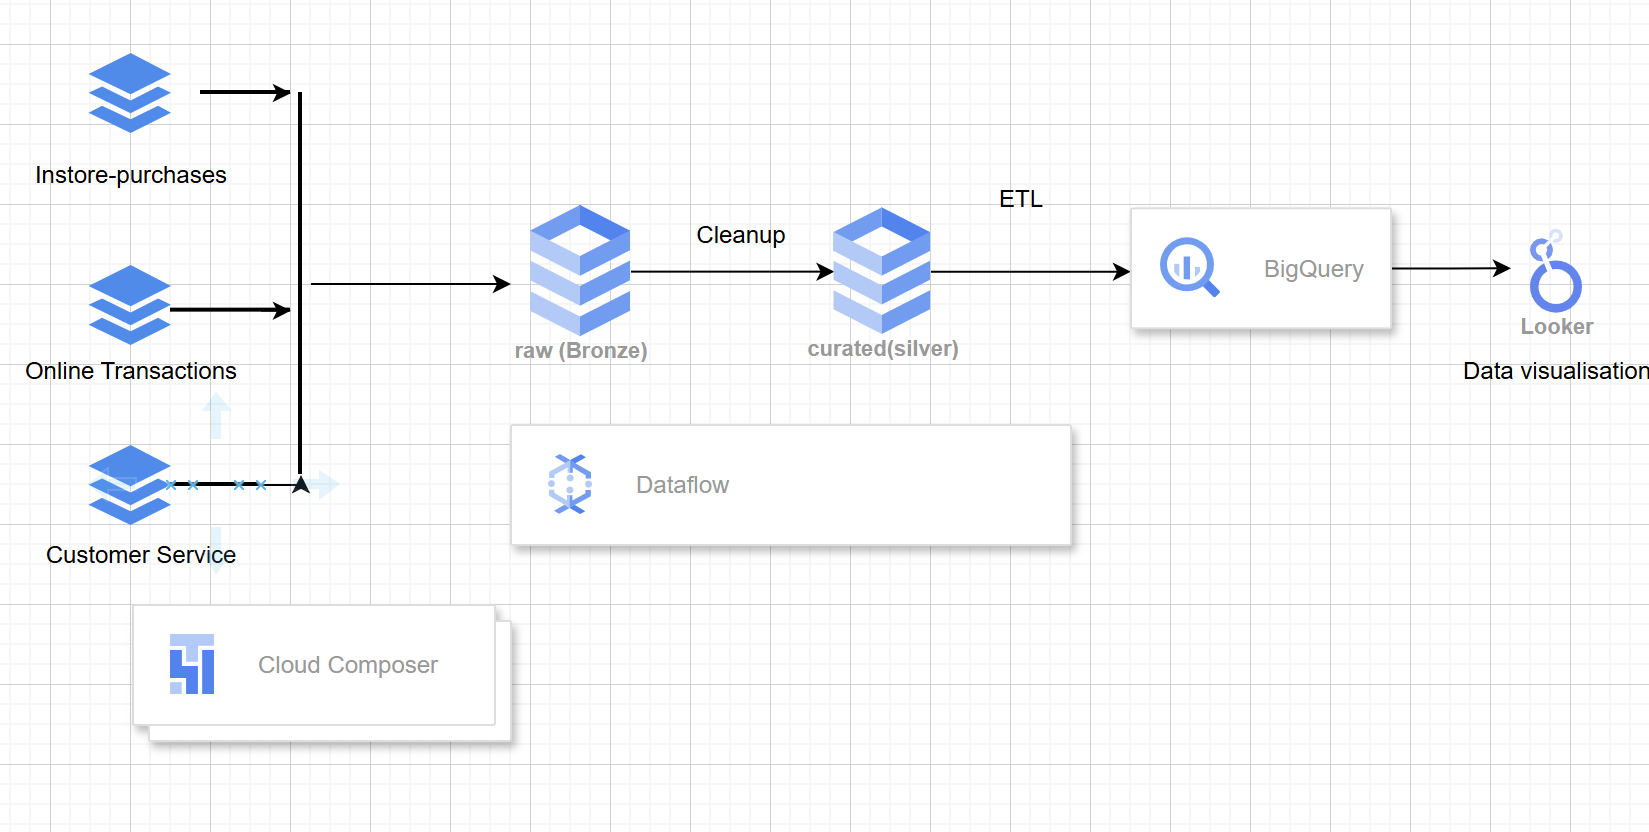 Instore-purchases
ETL
Cleanup
BigQuery
Looker
raw (Bronze)
curated(silver)
Online Transactions
Data visualisation
Dataflow
Customer Service
Cloud Composer